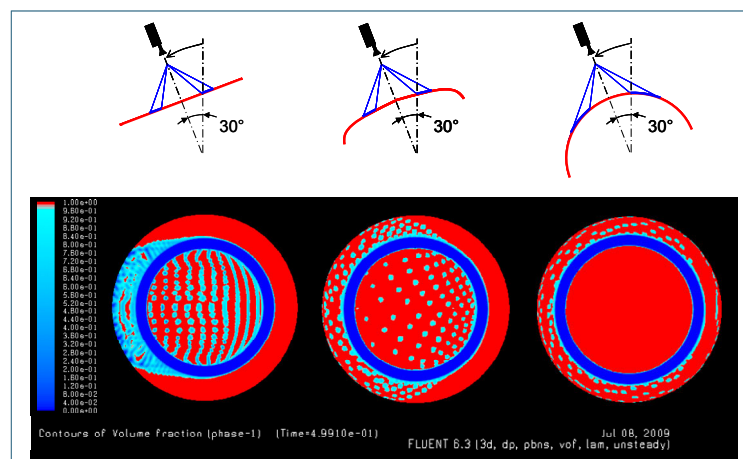 30°
30°
30°
1.00e+00
9.60e-01
9.20e-01
8.80e-01
8.40e-01
8.00e-01
7.60e-01
7.20e-01
6.80e-01
6.40e-01
6.00e-01
5.60e-01
5.20e-01
4.80e-01
4.40e-01
4.00e-01
3.60e-01
3.20e-01
2.80e-01
2.40e-01
2.00e-01
1.60e-01
1.20e-01
8.00e-02
4.00e-02
0.00e+00
Contours of Volume fraction (phase-1) (Time=4.9910e-01)
Jul 08, 2009
FLUENT 6.3 (3d, dp, pbns, vof, lam, unsteady)